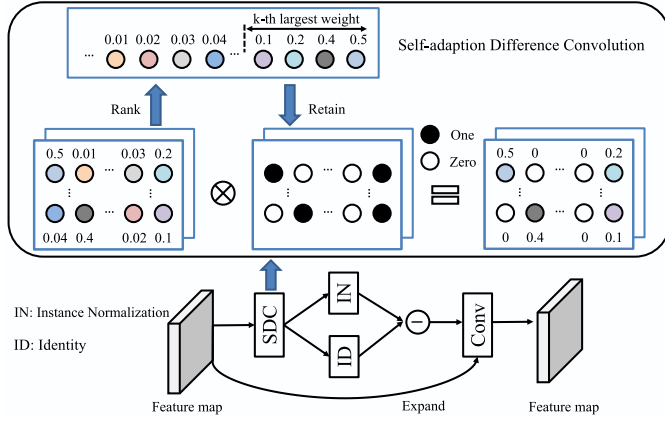 k-th largest weight
0.01 0.02 0.03 0.04 0.1 0.2 0.4 0.5
... ...
Self-adaption Difference Convolution
Rank
Retain
One
Zero
0.5 0.01 ... 0.03 0.2
0.04 0.4 ... 0.02 0.1
0.5 0 0 0.2
0 0.4 0 0.1
IN: Instance Normalization
ID: Identity
SDC
IN
ID
Conv
Feature map
Expand
Feature map